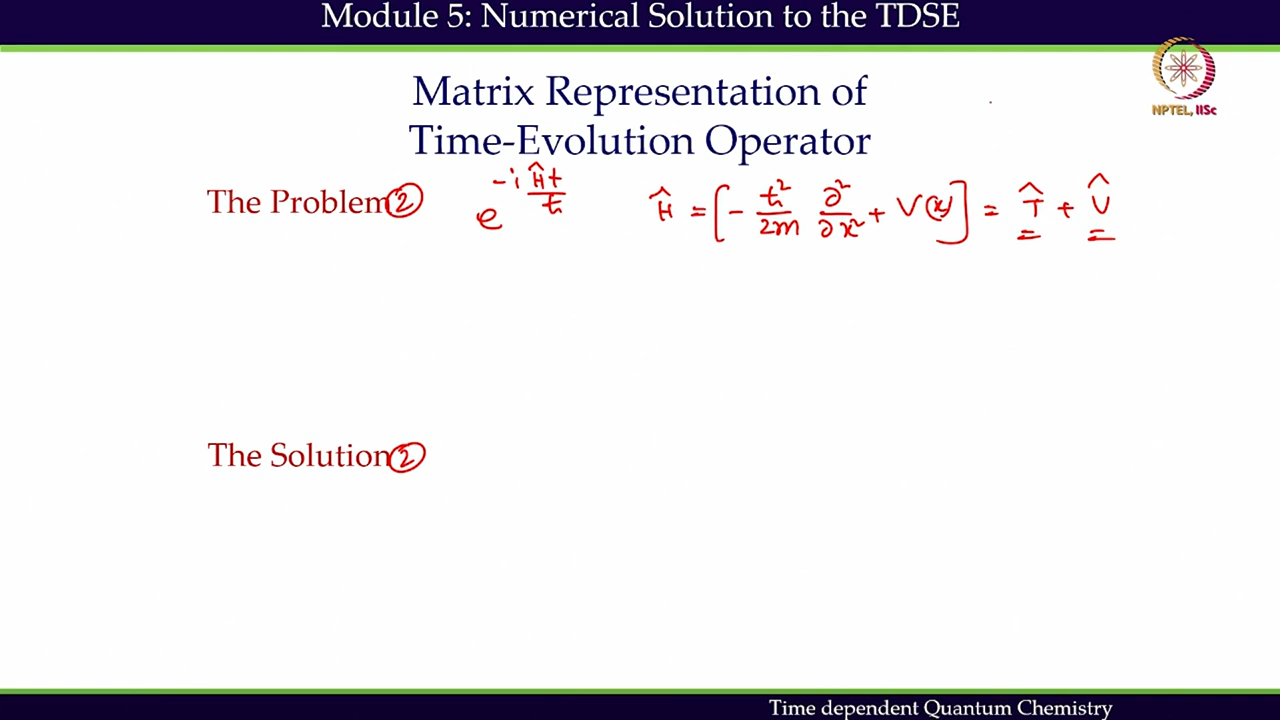 Module 5: Numerical Solution to the TDSE
NPTEL, IISc
Matrix Representation of
Time-Evolution Operator
The Problem ② e^{-iĤt/ħ} Ĥ = [-ħ²/2m ∂²/∂x² + V(x)] = T̂ + V̂
The Solution ②
Time dependent Quantum Chemistry